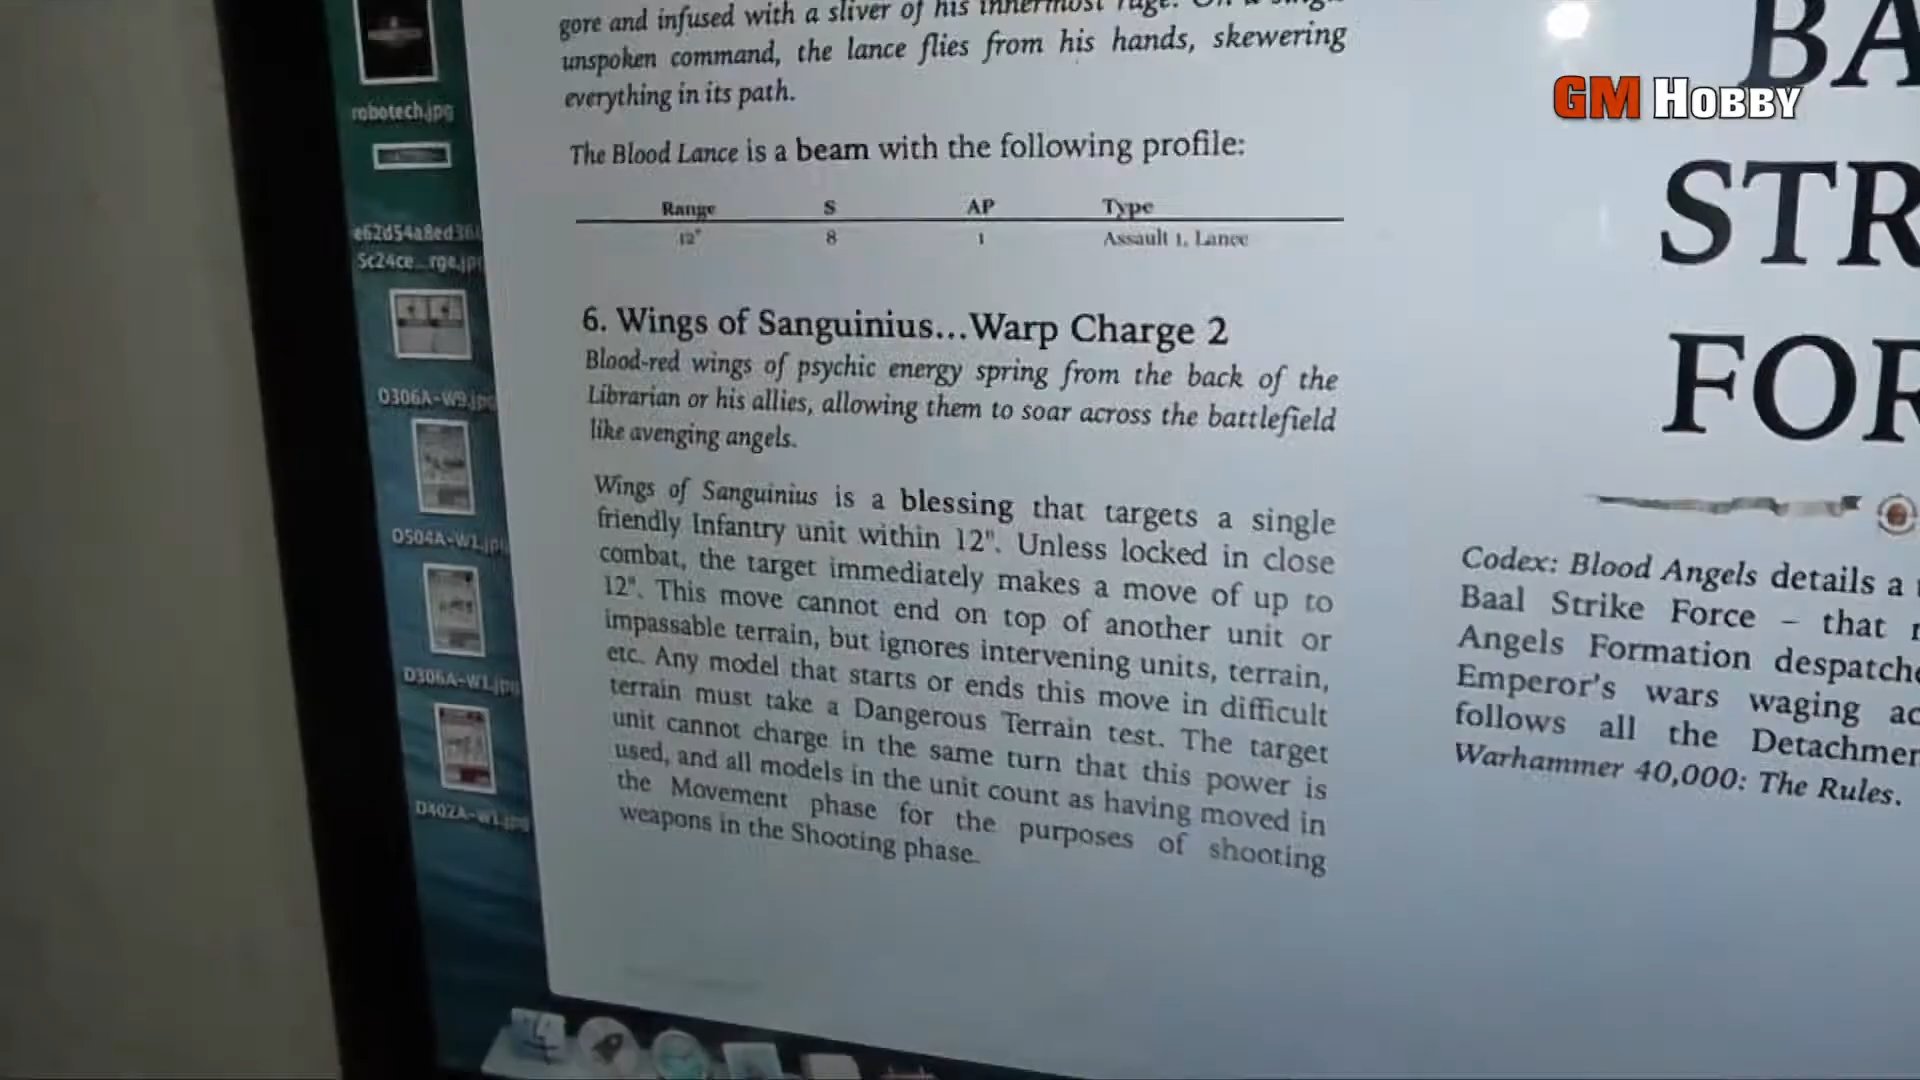 gore and infused with a sliver of his innermost rage. On a
unspoken command, the lance flies from his hands, skewering
everything in its path.
The Blood Lance is a beam with the following profile:
Range S AP Type
12" 8 1 Assault 1, Lance
6. Wings of Sanguinius...Warp Charge 2
Blood-red wings of psychic energy spring from the back of the
Librarian or his allies, allowing them to soar across the battlefield
like avenging angels.
Wings of Sanguinius is a blessing that targets a single
friendly Infantry unit within 12". Unless locked in close
combat, the target immediately makes a move of up to
12". This move cannot end on top of another unit or
impassable terrain, but ignores intervening units, terrain,
etc. Any model that starts or ends this move in difficult
terrain must take a Dangerous Terrain test. The target
unit cannot charge in the same turn that this power is
used, and all models in the unit count as having moved in
the Movement phase for the purposes of shooting
weapons in the Shooting phase.
BA
STR
FOR
Codex: Blood Angels details a
Baal Strike Force – that
Angels Formation
Emperor's wars waging
follows all the
Warhammer 40,000: The Rules.
GM HOBBY
robotech.jpg
e62d54a8ed36
5c24ce...rge.jp
D306A-W9.jpg
D504A-W1.jpg
D306A-W1.jpg
D402A-w1.jpg